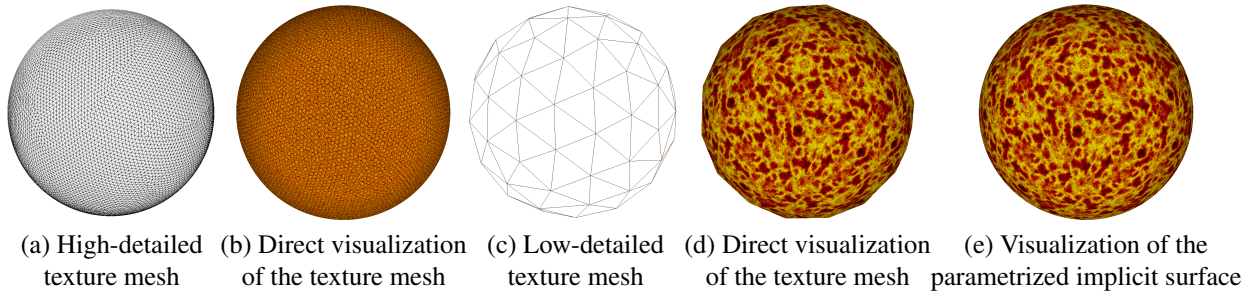 (a) High-detailed
texture mesh
(b) Direct visualization
of the texture mesh
(c) Low-detailed
texture mesh
(d) Direct visualization
of the texture mesh
(e) Visualization of the
parametrized implicit surface